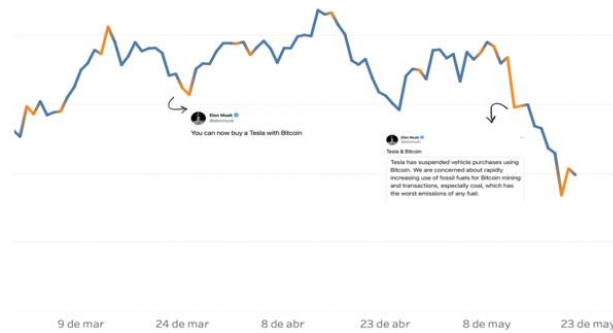 Elon Musk
@elonmusk
You can now buy a Tesla with Bitcoin
Elon Musk
@elonmusk
Tesla & Bitcoin
Tesla has suspended vehicle purchases using
Bitcoin. We are concerned about rapidly
increasing use of fossil fuels for Bitcoin mining
and transactions, especially coal, which has
the worst emissions of any fuel.
9 de mar
24 de mar
8 de abr
23 de abr
8 de may
23 de may